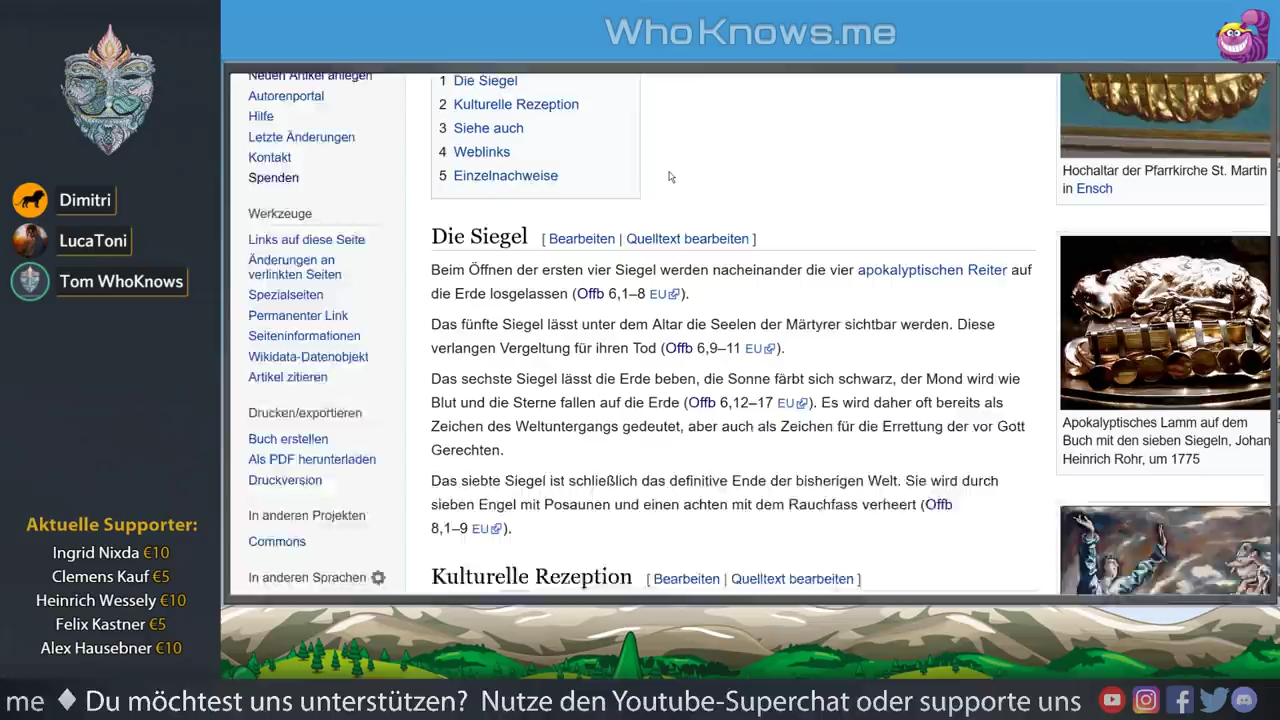 WhoKnows.me
Dimitri
LucaToni
Tom WhoKnows
Aktuelle Supporter:
Ingrid Nixda €10
Clemens Kauf €5
Heinrich Wessely €10
Felix Kastner €5
Alex Hausebner €10
Neuen Artikel anlegen
Autorenportal
Hilfe
Letzte Änderungen
Kontakt
Spenden
Werkzeuge
Links auf diese Seite
Änderungen an
verlinkten Seiten
Spezialseiten
Permanenter Link
Seiteninformationen
Wikidata-Datenobjekt
Artikel zitieren
Drucken/exportieren
Buch erstellen
Als PDF herunterladen
Druckversion
In anderen Projekten
Commons
In anderen Sprachen
1 Die Siegel
2 Kulturelle Rezeption
3 Siehe auch
4 Weblinks
5 Einzelnachweise
Die Siegel [ Bearbeiten | Quelltext bearbeiten ]
Beim Öffnen der ersten vier Siegel werden nacheinander die vier apokalyptischen Reiter auf
die Erde losgelassen (Offb 6,1–8 EU).
Das fünfte Siegel lässt unter dem Altar die Seelen der Märtyrer sichtbar werden. Diese
verlangen Vergeltung für ihren Tod (Offb 6,9–11 EU).
Das sechste Siegel lässt die Erde beben, die Sonne färbt sich schwarz, der Mond wird wie
Blut und die Sterne fallen auf die Erde (Offb 6,12–17 EU). Es wird daher oft bereits als
Zeichen des Weltuntergangs gedeutet, aber auch als Zeichen für die Errettung der vor Gott
Gerechten.
Das siebte Siegel ist schließlich das definitive Ende der bisherigen Welt. Sie wird durch
sieben Engel mit Posaunen und einen achten mit dem Rauchfass verheert (Offb
8,1–9 EU).
Kulturelle Rezeption [ Bearbeiten | Quelltext bearbeiten ]
Hochaltar der Pfarrkirche St. Martin
in Ensch
Apokalyptisches Lamm auf dem
Buch mit den sieben Siegeln, Johan
Heinrich Rohr, um 1775
me ♦ Du möchtest uns unterstützen? Nutze den Youtube-Superchat oder supporte uns